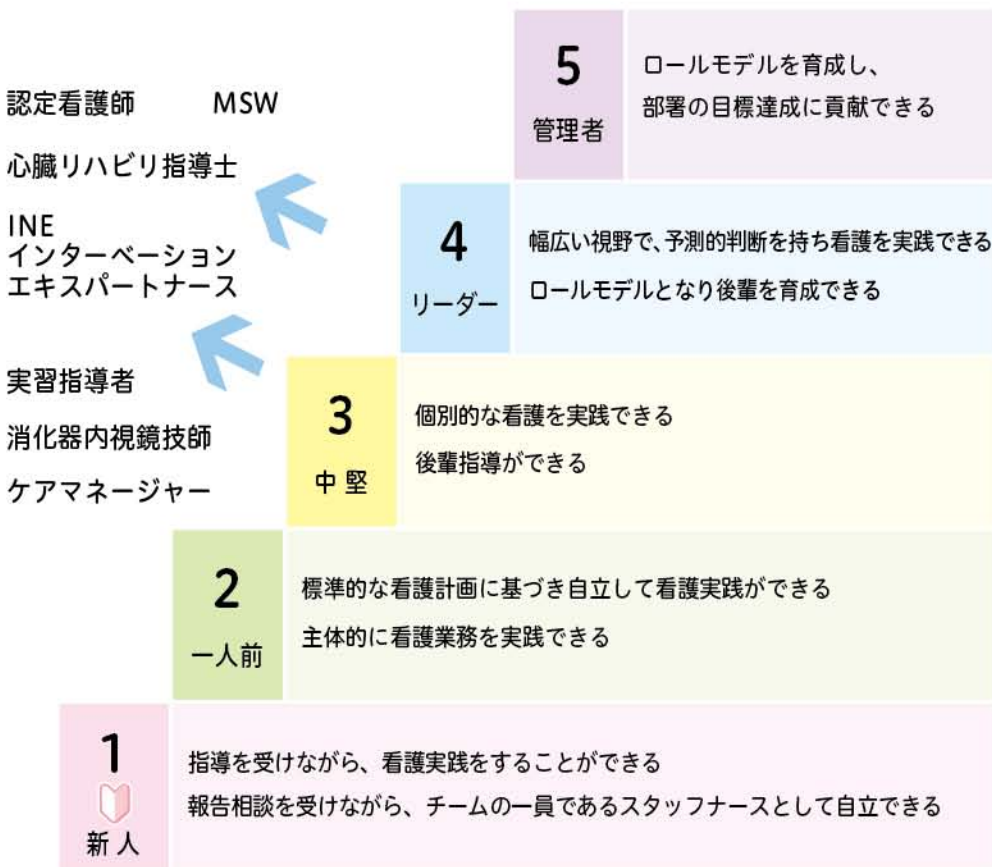 5
管理者
ロールモデルを育成し、
部署の目標達成に貢献できる
認定看護師 MSW
心臓リハビリ指導士
INE
インターベーション
エキスパートナース
4
リーダー
幅広い視野で、予測的判断を持ち看護を実践できる
ロールモデルとなり後輩を育成できる
実習指導者
消化器内視鏡技師
ケアマネージャー
3
中堅
個別的な看護を実践できる
後輩指導ができる
2
一人前
標準的な看護計画に基づき自立して看護実践ができる
主体的に看護業務を実践できる
1
新人
指導を受けながら、看護実践をすることができる
報告相談を受けながら、チームの一員であるスタッフナースとして自立できる